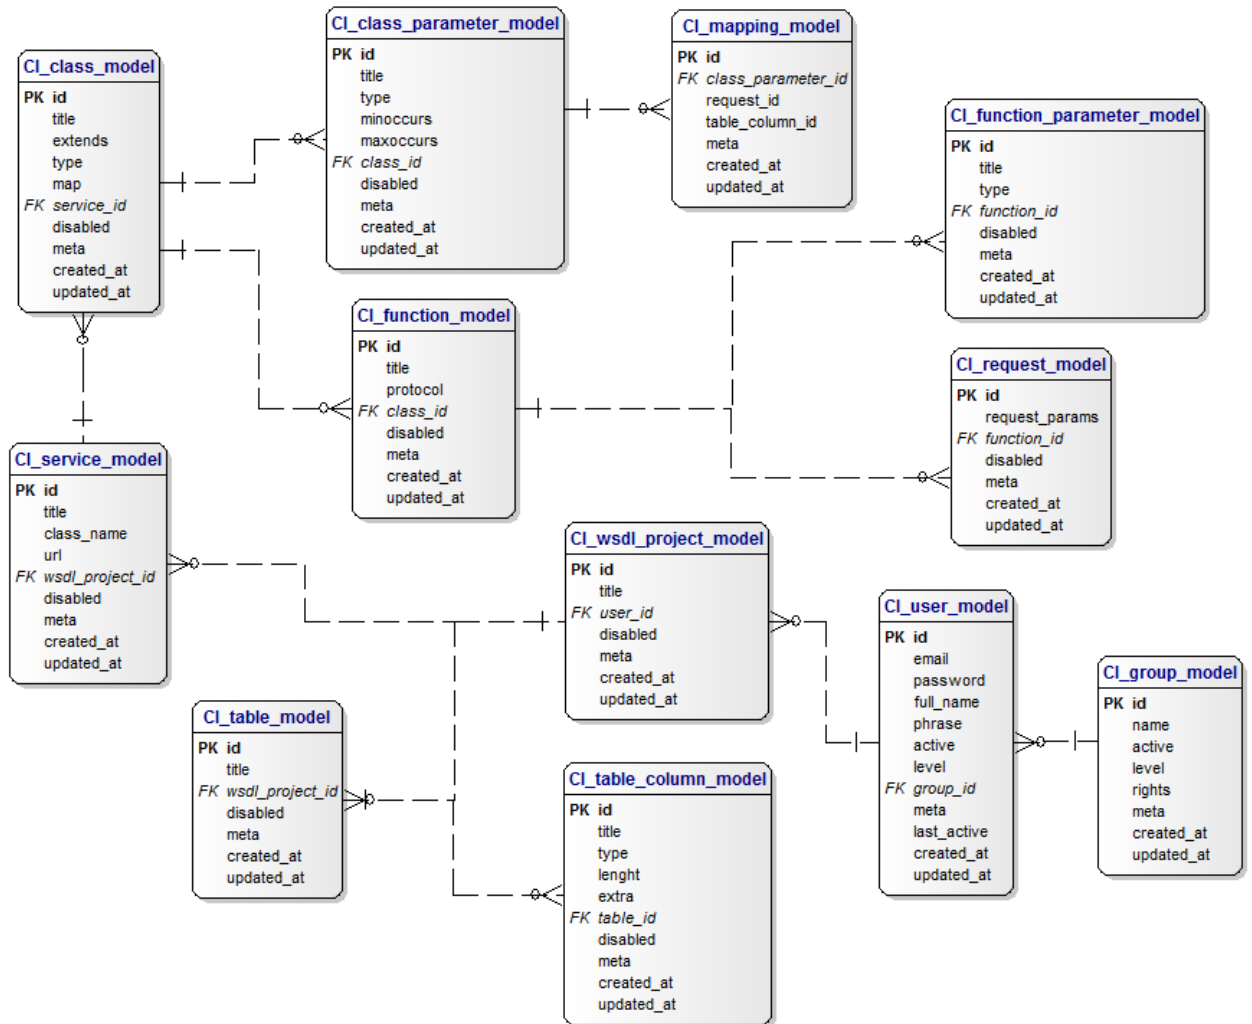 CI_class_model
PK id
title
extends
type
map
FK service_id
disabled
meta
created_at
updated_at
CI_class_parameter_model
PK id
title
type
minoccurs
maxoccurs
FK class_id
disabled
meta
created_at
updated_at
CI_mapping_model
PK id
FK class_parameter_id
request_id
table_column_id
meta
created_at
updated_at
CI_function_parameter_model
PK id
title
type
FK function_id
disabled
meta
created_at
updated_at
CI_function_model
PK id
title
protocol
FK class_id
disabled
meta
created_at
updated_at
CI_request_model
PK id
request_params
FK function_id
disabled
meta
created_at
updated_at
CI_service_model
PK id
title
class_name
url
FK wsdl_project_id
disabled
meta
created_at
updated_at
CI_wsdl_project_model
PK id
title
FK user_id
disabled
meta
created_at
updated_at
CI_user_model
PK id
email
password
full_name
phrase
active
level
FK group_id
meta
last_active
created_at
updated_at
CI_group_model
PK id
name
active
level
rights
meta
created_at
updated_at
CI_table_model
PK id
title
FK wsdl_project_id
disabled
meta
created_at
updated_at
CI_table_column_model
PK id
title
type
lenght
extra
FK table_id
disabled
meta
created_at
updated_at